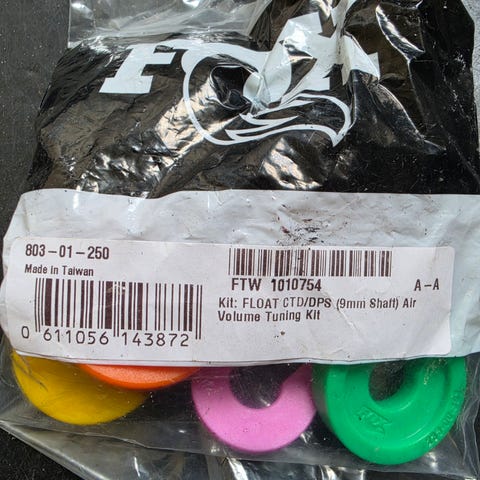 FOX
803-01-250
Made in Taiwan
0 611056 143872
FTW 1010754 A-A
Kit: FLOAT CTD/DPS (9mm Shaft) Air
Volume Tuning Kit
FOX